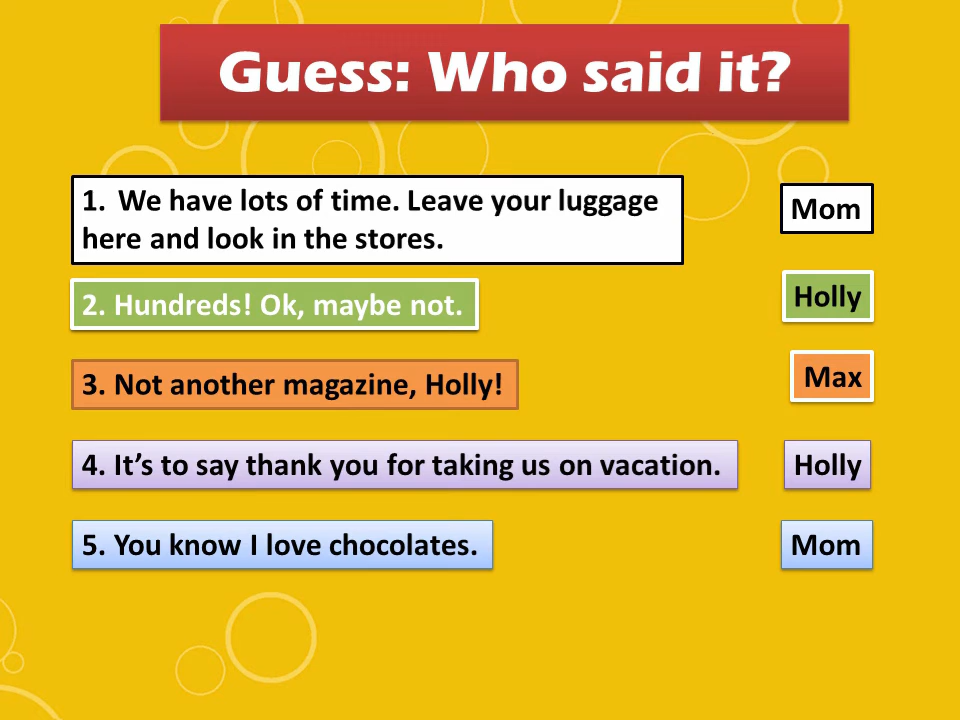 Guess: Who said it?
1. We have lots of time. Leave your luggage
here and look in the stores.
Mom
2. Hundreds! Ok, maybe not.
Holly
3. Not another magazine, Holly!
Max
4. It’s to say thank you for taking us on vacation.
Holly
5. You know I love chocolates.
Mom